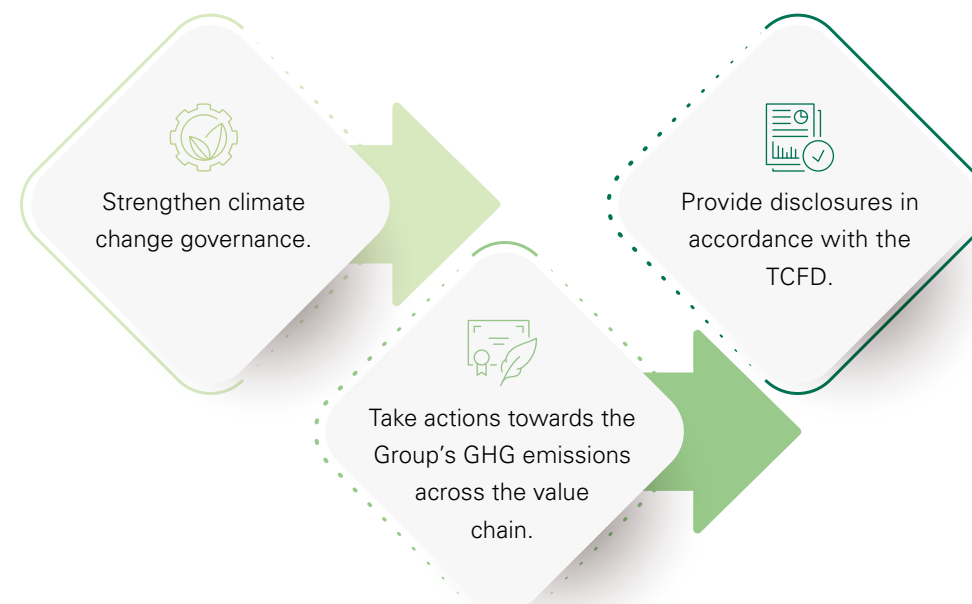 Strengthen climate
change governance.
Take actions towards the
Group’s GHG emissions
across the value
chain.
Provide disclosures in
accordance with the
TCFD.